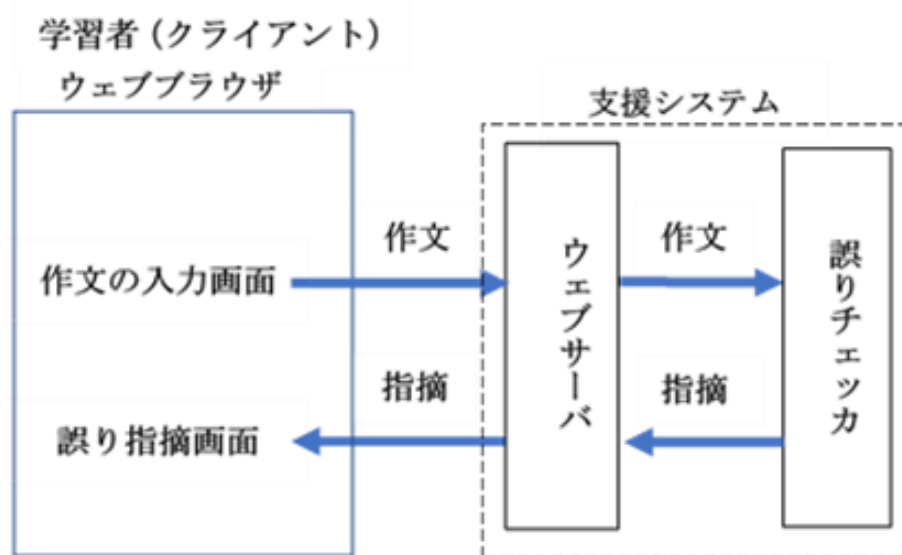 学習者 (クライアント)
ウェブブラウザ
支援システム
作文の入力画面
作文
ウェブサーバ
作文
誤りチェッカ
誤り指摘画面
指摘
指摘